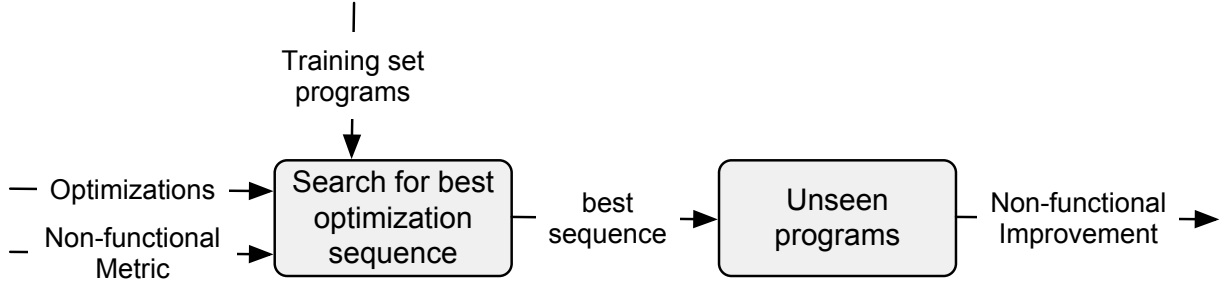 Training set
programs
Optimizations
Non-functional
Metric
Search for best
optimization
sequence
best
sequence
Unseen
programs
Non-functional
Improvement